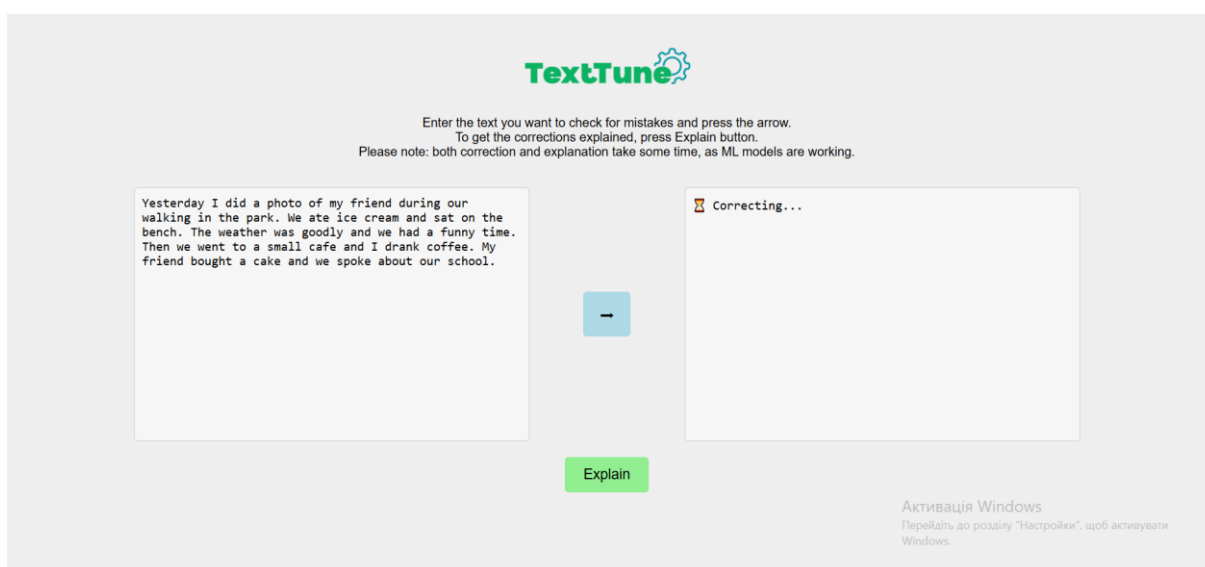 TextTune
Enter the text you want to check for mistakes and press the arrow.
To get the corrections explained, press Explain button.
Please note: both correction and explanation take some time, as ML models are working.
Yesterday I did a photo of my friend during our
walking in the park. We ate ice cream and sat on the
bench. The weather was goodly and we had a funny time.
Then we went to a small cafe and I drank coffee. My
friend bought a cake and we spoke about our school.
⏳ Correcting...
→
Explain
Активація Windows
Перейдіть до розділу "Настройки", щоб активувати
Windows.